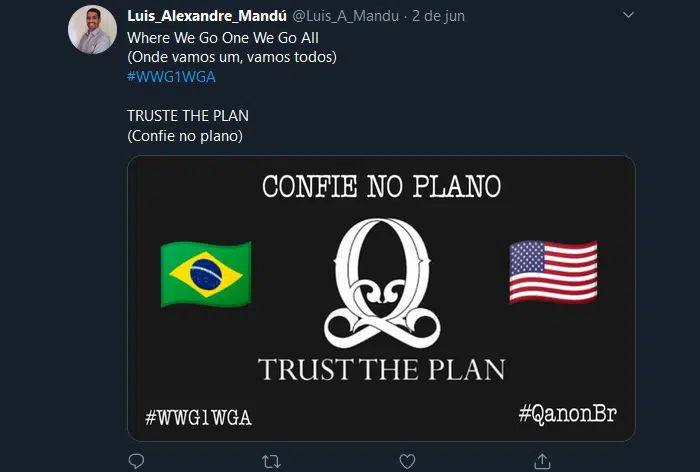 Luis_Alexandre_Mandú @Luis_A_Mandu · 2 de jun
Where We Go One We Go All
(Onde vamos um, vamos todos)
#WWG1WGA
TRUSTE THE PLAN
(Confie no plano)
CONFIE NO PLANO
Q
TRUST THE PLAN
#WWG1WGA
#QanonBr